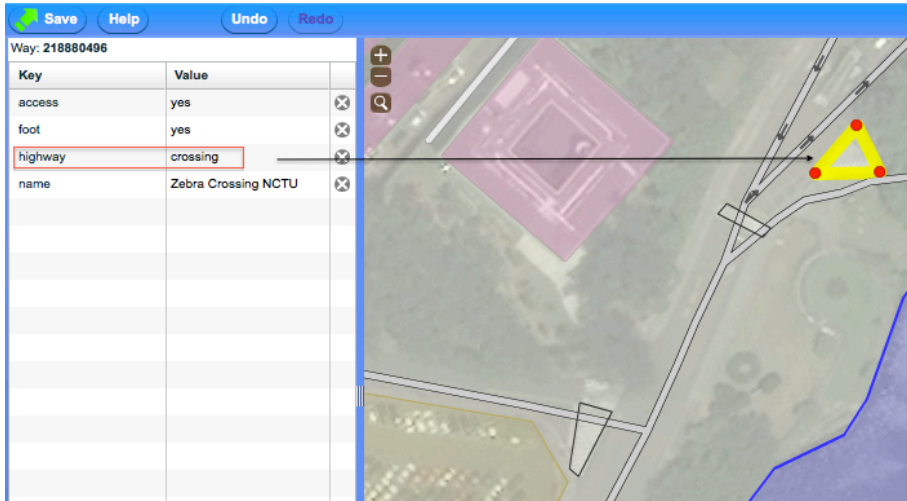 Save Help Undo Redo
Way: 218880496
Key Value
access yes
foot yes
highway crossing
name Zebra Crossing NCTU